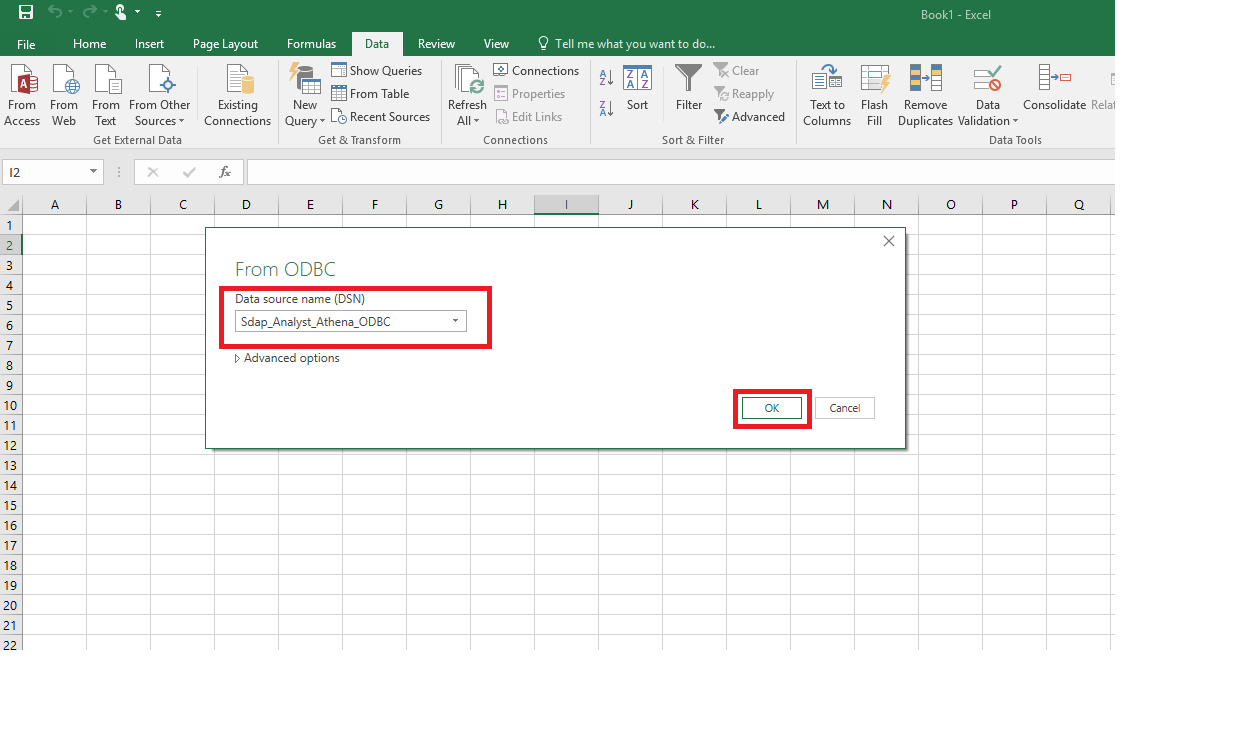 Book1 - Excel
File Home Insert Page Layout Formulas Data Review View Tell me what you want to do...
From Access
From Web
From Text
From Other Sources
Existing Connections
Get External Data
New Query
Show Queries
From Table
Recent Sources
Get & Transform
Refresh All
Connections
Properties
Edit Links
Connections
A Z
Z A
Z A A Z
Sort
Filter
Clear
Reapply
Advanced
Sort & Filter
Text to Columns
Flash Fill
Remove Duplicates
Data Validation
Consolidate
Relat
Data Tools
I2
fx
A B C D E F G H I J K L M N O P Q
1
2
3
4
5
6
7
8
9
10
11
12
13
14
15
16
17
18
19
20
21
22
From ODBC
Data source name (DSN)
Sdap_Analyst_Athena_ODBC
Advanced options
OK Cancel